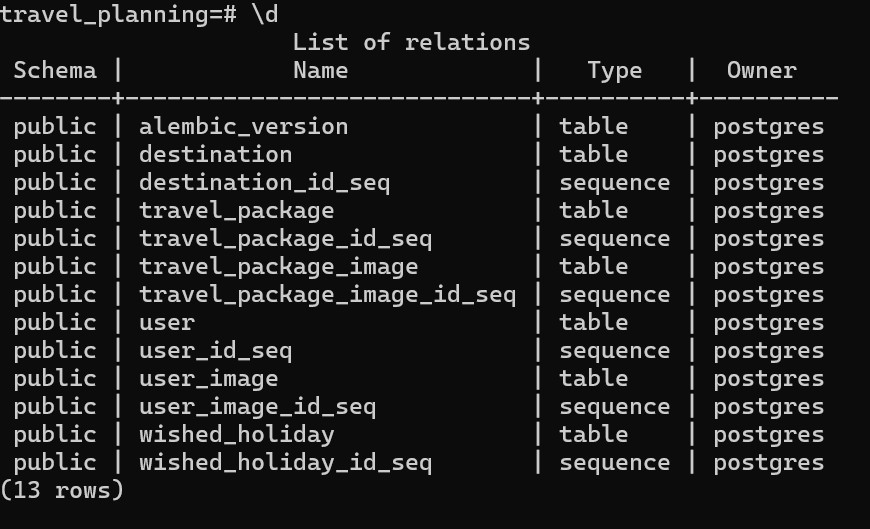 travel_planning=# \d
                     List of relations
 Schema |            Name             |   Type   |  Owner
--------+-----------------------------+----------+----------
 public | alembic_version             | table    | postgres
 public | destination                 | table    | postgres
 public | destination_id_seq          | sequence | postgres
 public | travel_package              | table    | postgres
 public | travel_package_id_seq       | sequence | postgres
 public | travel_package_image        | table    | postgres
 public | travel_package_image_id_seq | sequence | postgres
 public | user                        | table    | postgres
 public | user_id_seq                 | sequence | postgres
 public | user_image                  | table    | postgres
 public | user_image_id_seq           | sequence | postgres
 public | wished_holiday              | table    | postgres
 public | wished_holiday_id_seq       | sequence | postgres
(13 rows)